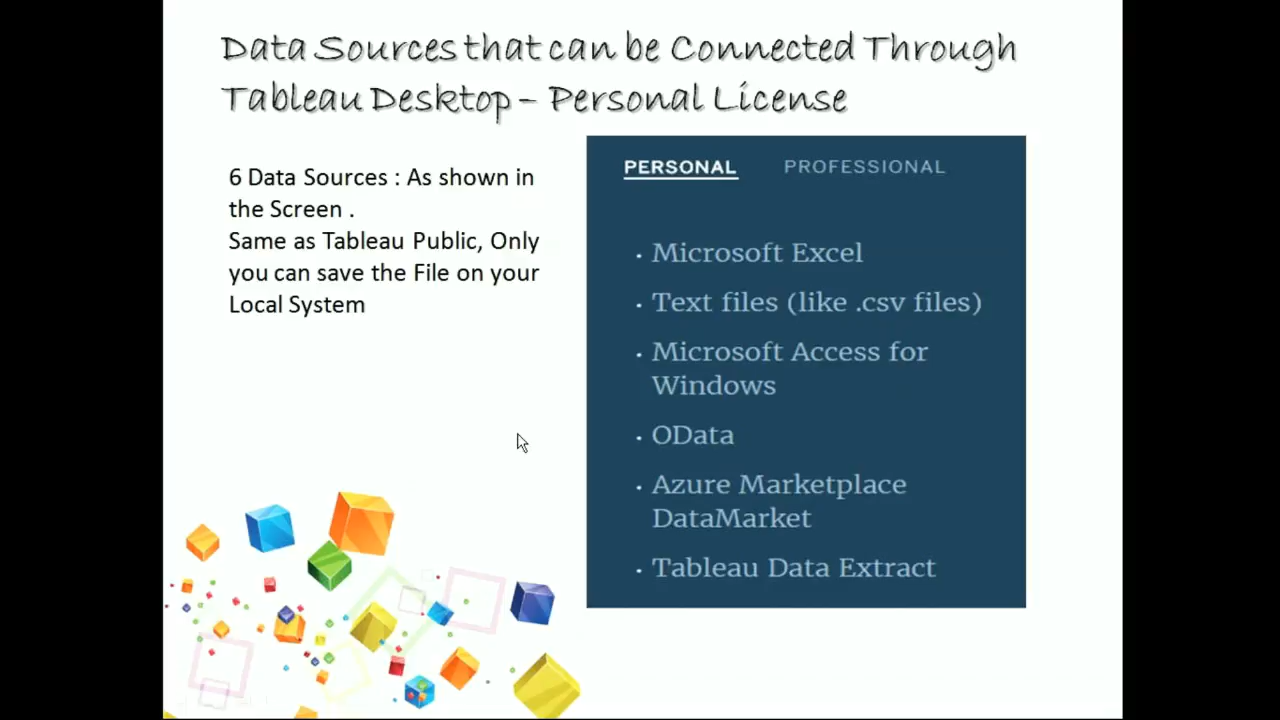 Data Sources that can be Connected Through
Tableau Desktop – Personal License
6 Data Sources : As shown in
the Screen .
Same as Tableau Public, Only
you can save the File on your
Local System
PERSONAL PROFESSIONAL
• Microsoft Excel
• Text files (like .csv files)
• Microsoft Access for
Windows
• OData
• Azure Marketplace
DataMarket
• Tableau Data Extract